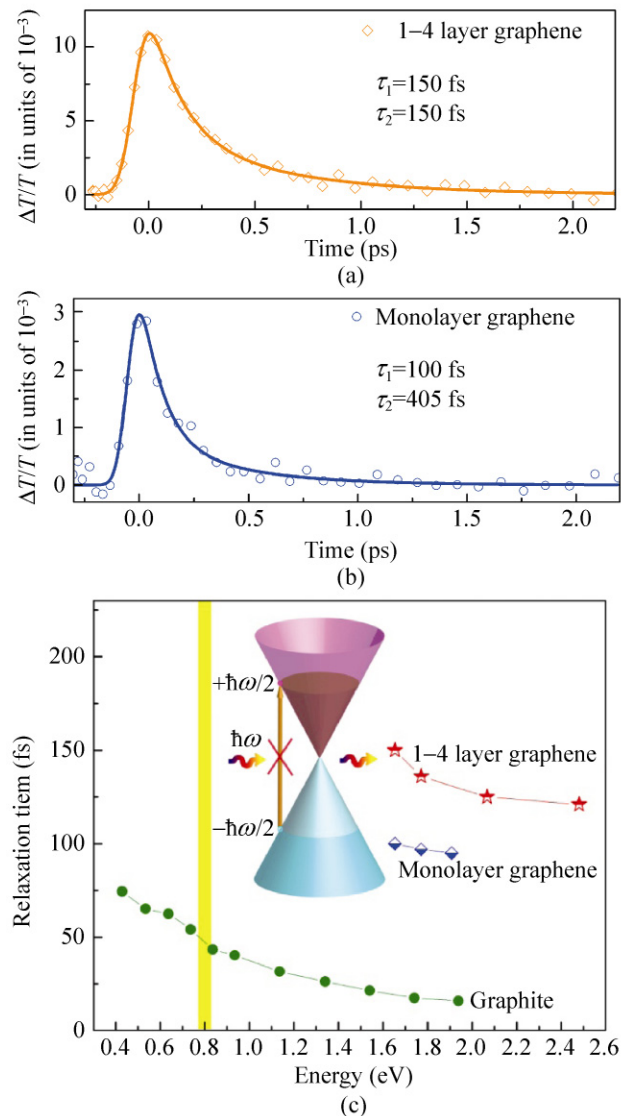 10
5
0
ΔT/T (in units of 10⁻³)
1–4 layer graphene
τ₁=150 fs
τ₂=150 fs
0.0 0.5 1.0 1.5 2.0
Time (ps)
(a)
3
2
1
0
ΔT/T (in units of 10⁻³)
Monolayer graphene
τ₁=100 fs
τ₂=405 fs
0.0 0.5 1.0 1.5 2.0
Time (ps)
(b)
200
150
100
50
0
Relaxation tiem (fs)
+ħω/2
ħω
−ħω/2
1–4 layer graphene
Monolayer graphene
Graphite
0.4 0.6 0.8 1.0 1.2 1.4 1.6 1.8 2.0 2.2 2.4 2.6
Energy (eV)
(c)